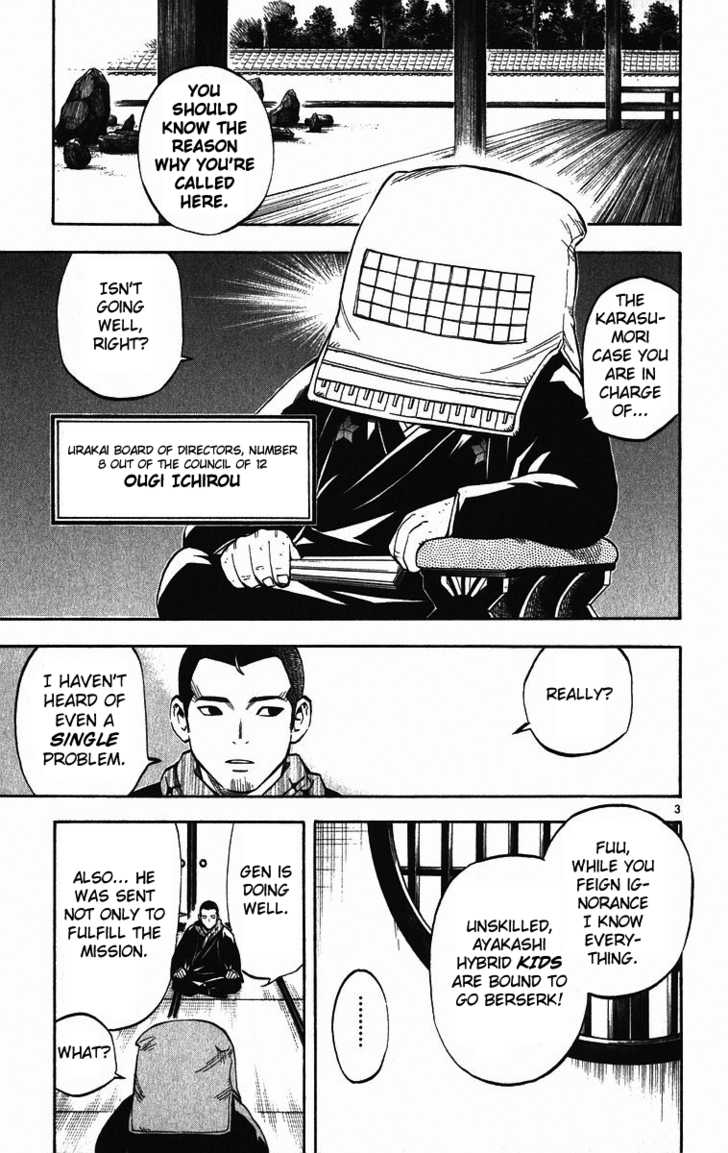 YOU
SHOULD
KNOW THE
REASON
WHY YOU'RE
CALLED
HERE.
THE
KARASU-
MORI
CASE YOU
ARE IN
CHARGE
OF...
ISN'T
GOING
WELL,
RIGHT?
URAKAI BOARD OF DIRECTORS, NUMBER
8 OUT OF THE COUNCIL OF 12
OUGI ICHIROU
REALLY?
I HAVEN'T
HEARD OF
EVEN A
SINGLE
PROBLEM.
3
FUU,
WHILE YOU
FEIGN IG-
NORANCE
I KNOW
EVERY-
THING.
UNSKILLED,
AYAKASHI
HYBRID KIDS
ARE BOUND TO
GO BERSERK!
........
GEN IS
DOING
WELL.
ALSO... HE
WAS SENT
NOT ONLY TO
FULFILL THE
MISSION.
WHAT?